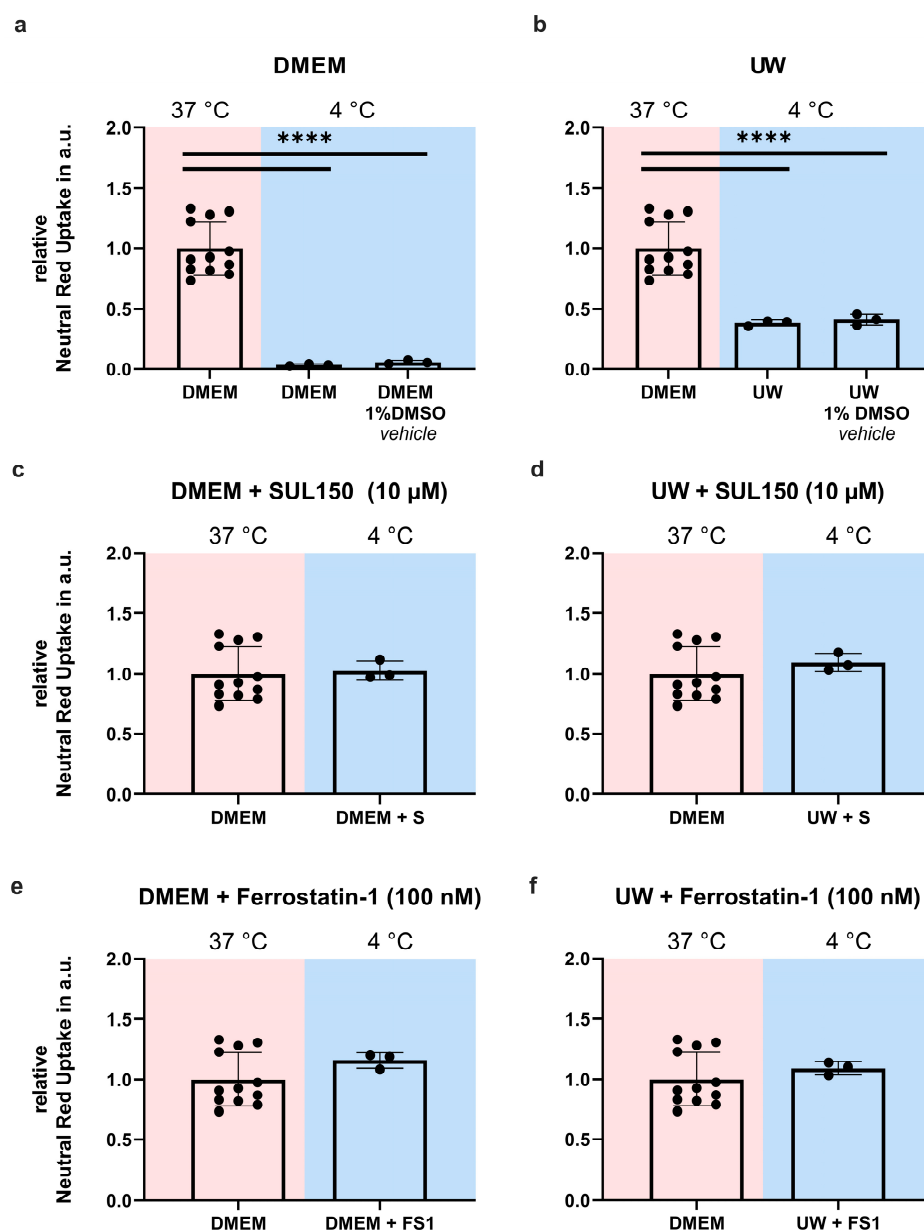 a
DMEM
37 °C 4 °C
relative
Neutral Red Uptake in a.u.
2.0
1.5
1.0
0.5
0.0
****
DMEM DMEM DMEM
1%DMSO
vehicle
b
UW
37 °C 4 °C
2.0
1.5
1.0
0.5
0.0
****
DMEM UW UW
1% DMSO
vehicle
c
DMEM + SUL150 (10 µM)
37 °C 4 °C
relative
Neutral Red Uptake in a.u.
2.0
1.5
1.0
0.5
0.0
DMEM DMEM + S
d
UW + SUL150 (10 µM)
37 °C 4 °C
2.0
1.5
1.0
0.5
0.0
DMEM UW + S
e
DMEM + Ferrostatin-1 (100 nM)
37 °C 4 °C
relative
Neutral Red Uptake in a.u.
2.0
1.5
1.0
0.5
0.0
DMEM DMEM + FS1
f
UW + Ferrostatin-1 (100 nM)
37 °C 4 °C
2.0
1.5
1.0
0.5
0.0
DMEM UW + FS1